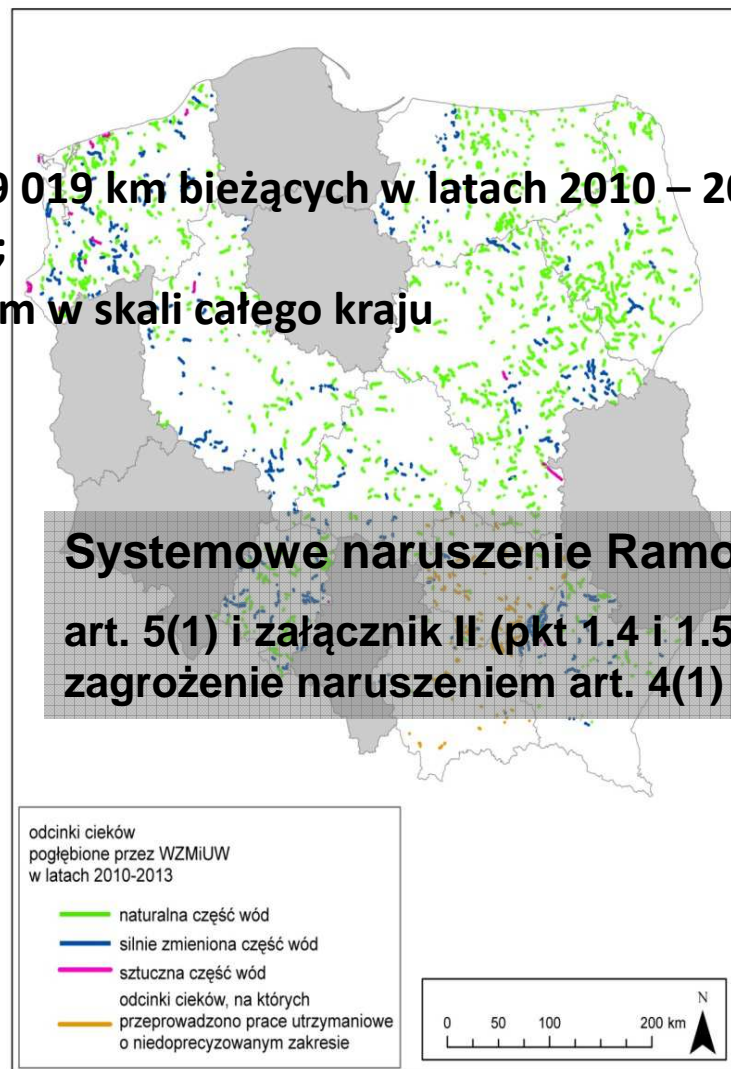 9 019 km bieżących w latach 2010 – 20
;
m w skali całego kraju
Systemowe naruszenie Ramo
art. 5(1) i załącznik II (pkt 1.4 i 1.5
zagrożenie naruszeniem art. 4(1)
odcinki cieków
pogłębione przez WZMiUW
w latach 2010-2013
naturalna część wód
silnie zmieniona część wód
sztuczna część wód
odcinki cieków, na których
przeprowadzono prace utrzymaniowe
o niedoprecyzowanym zakresie
N
0 50 100 200 km